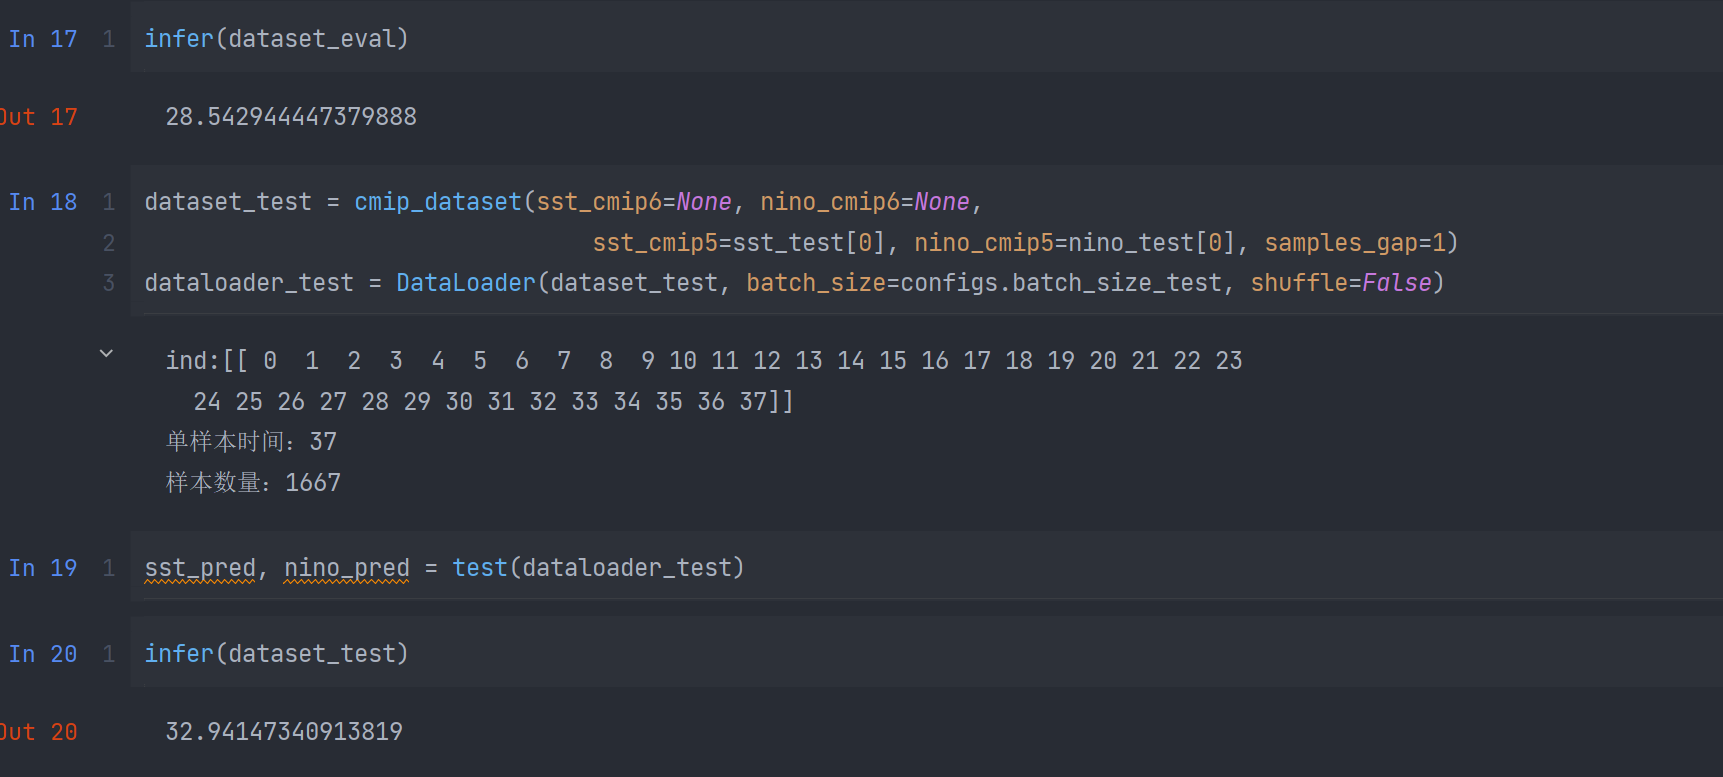 In 17 1 infer(dataset_eval)
Out 17 28.542944447379888
In 18 1 dataset_test = cmip_dataset(sst_cmip6=None, nino_cmip6=None,
2 sst_cmip5=sst_test[0], nino_cmip5=nino_test[0], samples_gap=1)
3 dataloader_test = DataLoader(dataset_test, batch_size=configs.batch_size_test, shuffle=False)
ind:[[ 0 1 2 3 4 5 6 7 8 9 10 11 12 13 14 15 16 17 18 19 20 21 22 23
24 25 26 27 28 29 30 31 32 33 34 35 36 37]]
单样本时间：37
样本数量：1667
In 19 1 sst_pred, nino_pred = test(dataloader_test)
In 20 1 infer(dataset_test)
Out 20 32.94147340913819